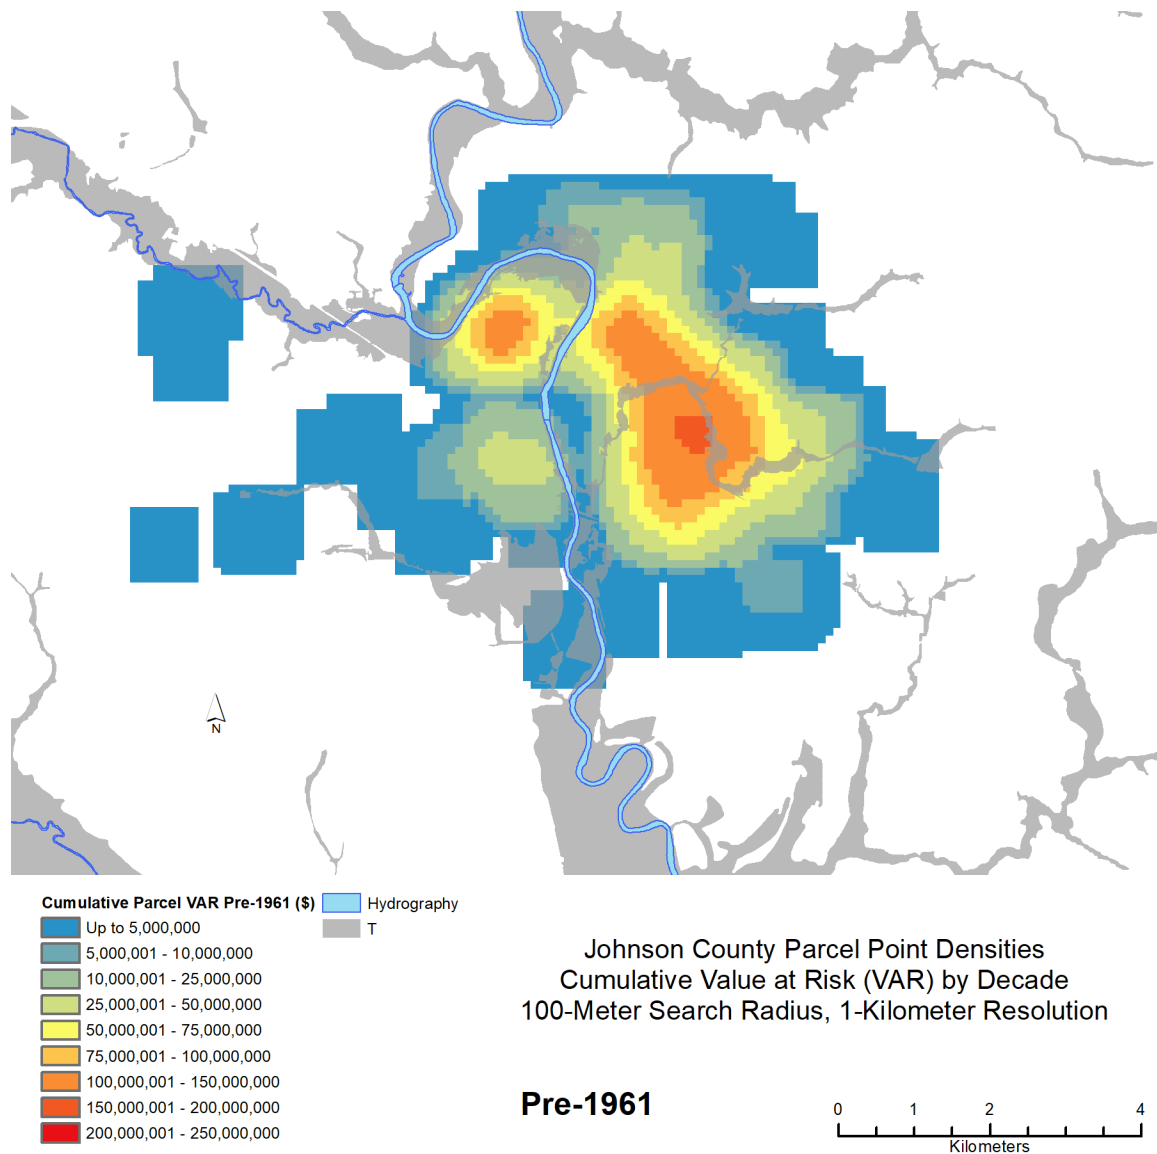 N
Cumulative Parcel VAR Pre-1961 ($)
Up to 5,000,000
5,000,001 - 10,000,000
10,000,001 - 25,000,000
25,000,001 - 50,000,000
50,000,001 - 75,000,000
75,000,001 - 100,000,000
100,000,001 - 150,000,000
150,000,001 - 200,000,000
200,000,001 - 250,000,000
Hydrography
T
Johnson County Parcel Point Densities
Cumulative Value at Risk (VAR) by Decade
100-Meter Search Radius, 1-Kilometer Resolution
Pre-1961
0 1 2 4
Kilometers